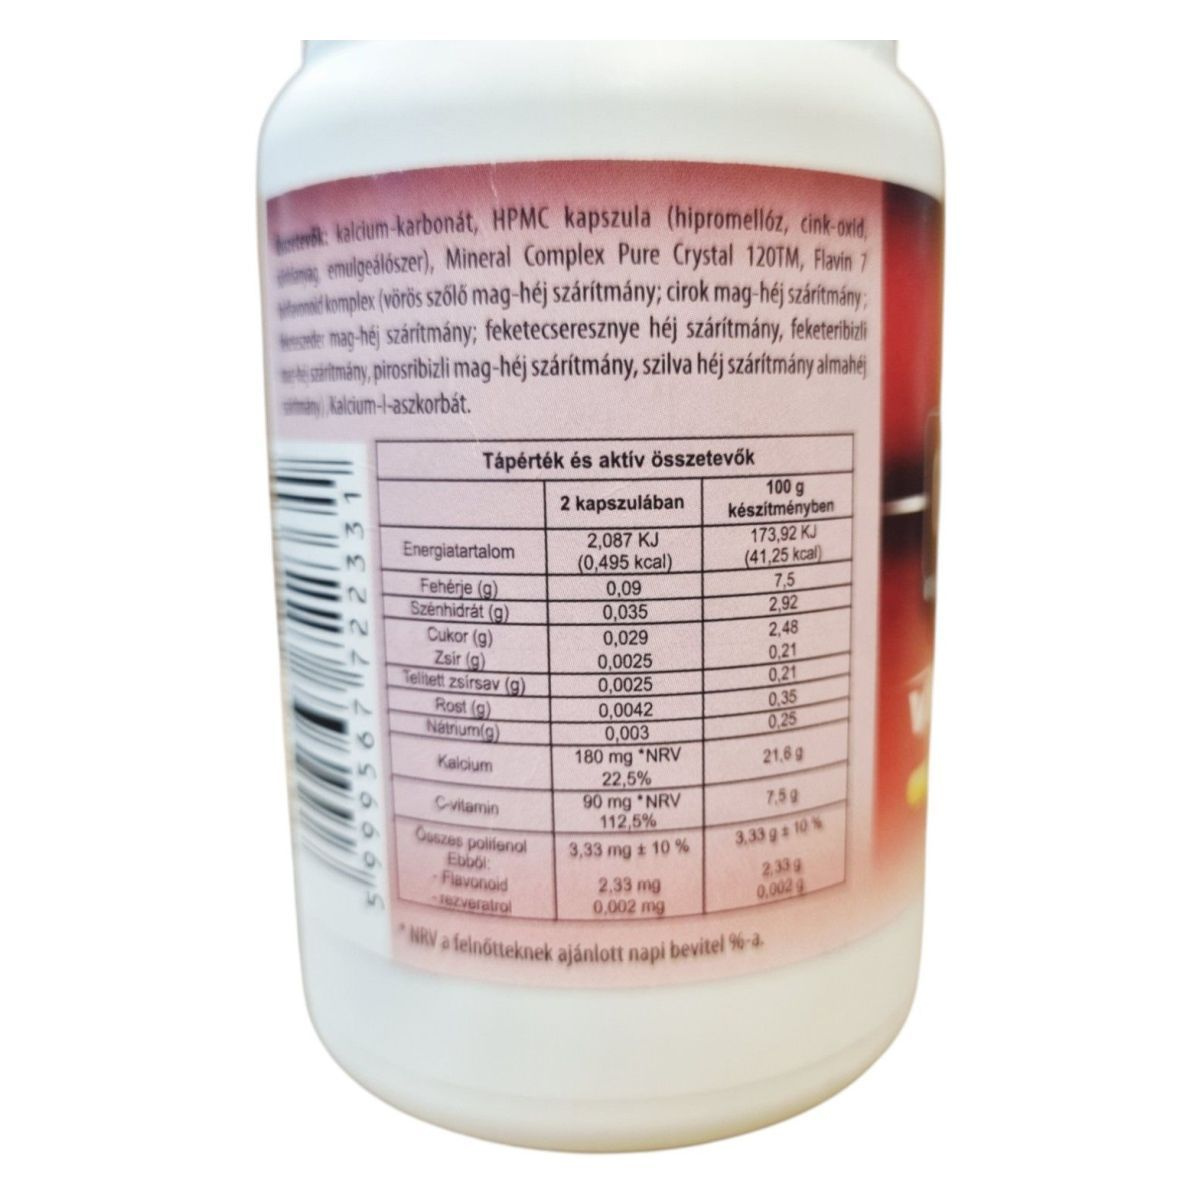 kalcium-karbonát, HPMC kapszula (hipromellóz, cink-oxid,
emulgeálószer), Mineral Complex Pure Crystal 120TM, Flavin 7
komplex (vörös szőlő mag-héj szárítmány; cirok mag-héj szárítmány;
mag-héj szárítmány; feketecseresznye héj szárítmány, feketeribizli
szárítmány, pirosribizli mag-héj szárítmány, szilva héj szárítmány almahéj
Kalcium-l-aszkorbát.
Tápérték és aktív összetevők
2 kapszulában 100 g készítményben
Energiatartalom 2,087 KJ (0,495 kcal) 173,92 KJ (41,25 kcal)
Fehérje (g) 0,09 7,5
Szénhidrát (g) 0,035 2,92
Cukor (g) 0,029 2,48
Zsír (g) 0,0025 0,21
Telített zsírsav (g) 0,0025 0,21
Rost (g) 0,0042 0,35
Nátrium(g) 0,003 0,25
Kalcium 180 mg *NRV 22,5% 21,6 g
C-vitamin 90 mg *NRV 112,5% 7,5 g
Összes polifenol 3,33 mg ± 10 % 3,33 g ± 10 %
Ebből:
- Flavonoid 2,33 mg 2,33 g
- rezveratrol 0,002 mg 0,002 g
* NRV a felnőtteknek ajánlott napi bevitel %-a.
5 999567 722331